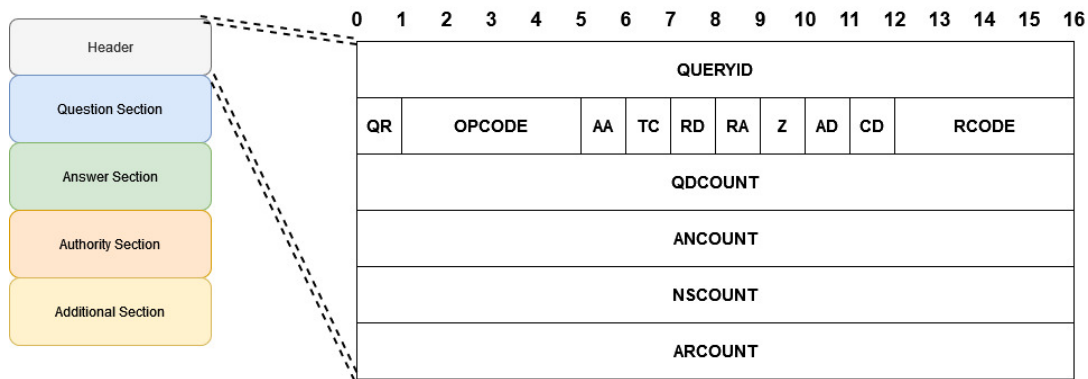 0 1 2 3 4 5 6 7 8 9 10 11 12 13 14 15 16
Header
Question Section
Answer Section
Authority Section
Additional Section
QUERYID
QR OPCODE AA TC RD RA Z AD CD RCODE
QDCOUNT
ANCOUNT
NSCOUNT
ARCOUNT